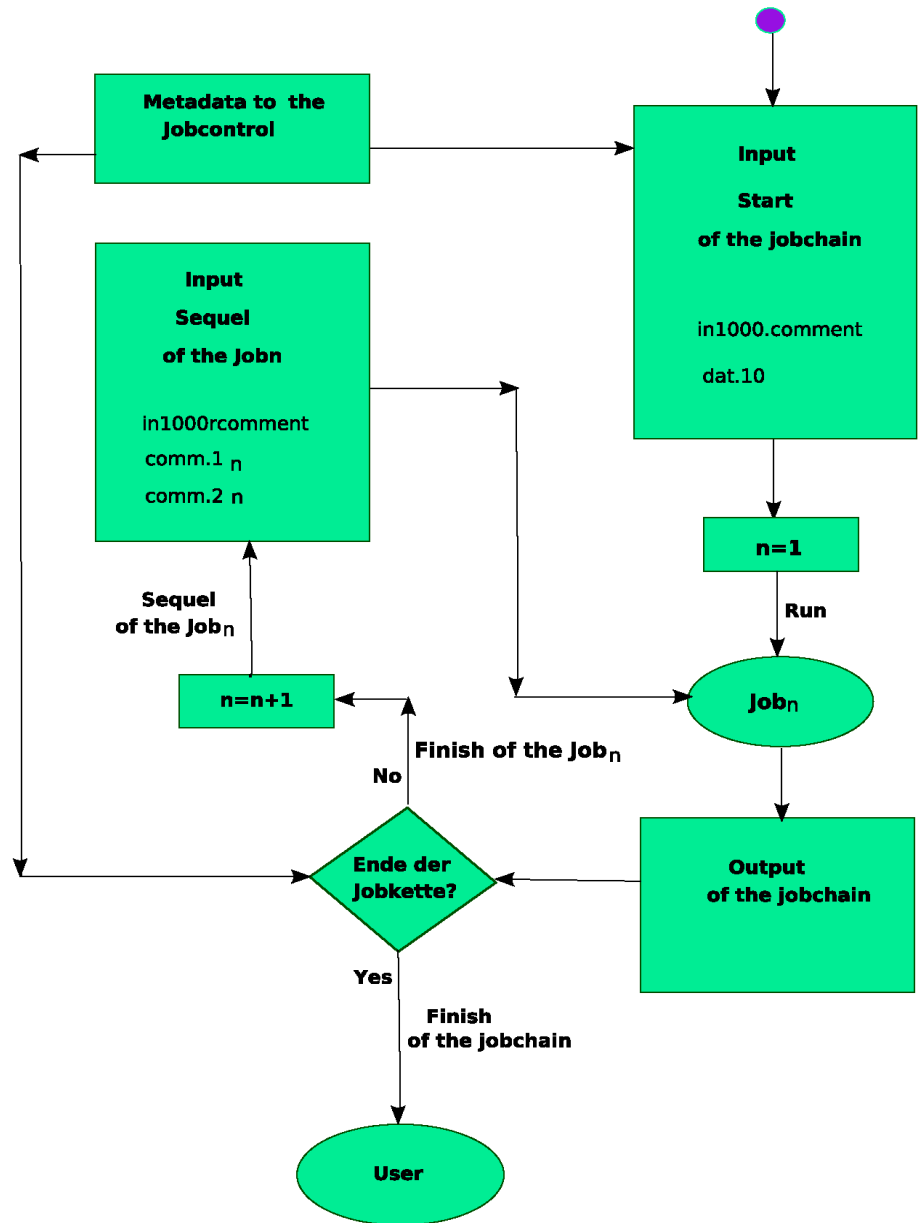 Metadata to the
Jobcontrol
Input
Start
of the jobchain
in1000.comment
dat.10
Input
Sequel
of the Jobn
in1000rcomment
comm.1 n
comm.2 n
n=1
Run
Sequel
of the Job n
n=n+1
Job n
Finish of the Job n
No
Ende der
Jobkette?
Output
of the jobchain
Yes
Finish
of the jobchain
User